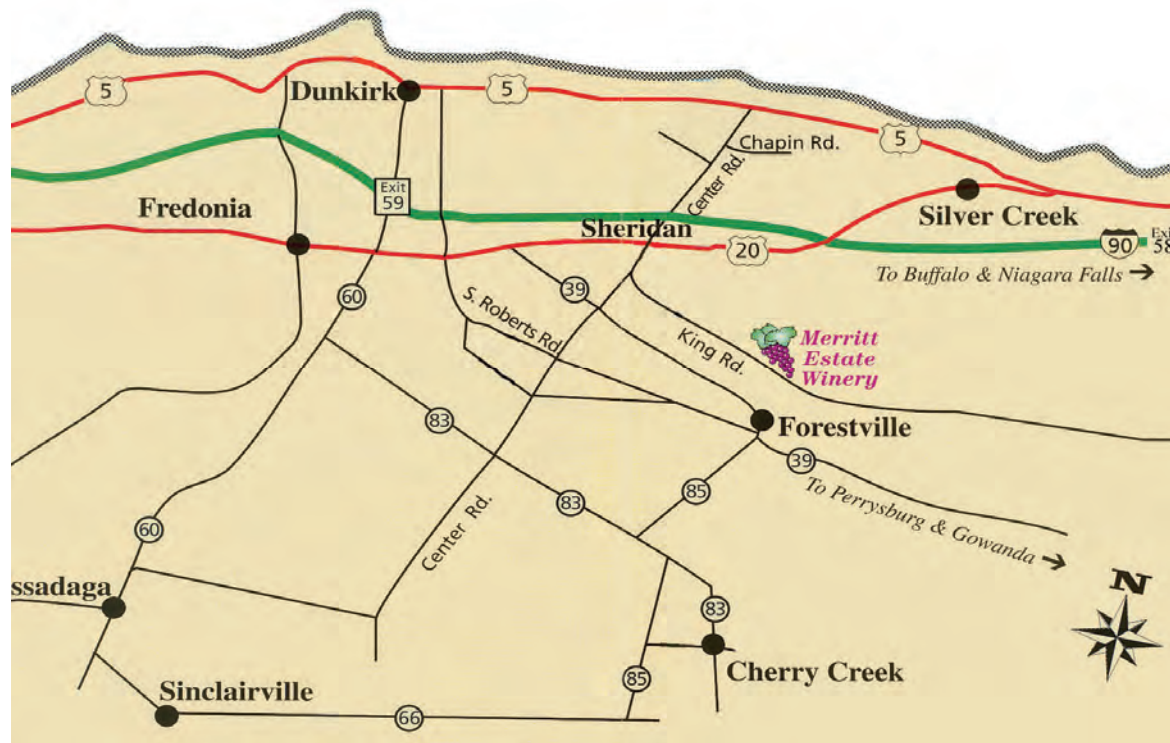 5
Dunkirk
5
Chapin Rd.
5
Center Rd.
Exit
59
Fredonia
Sheridan
Silver Creek
20
90
58
To Buffalo & Niagara Falls
60
39
S. Roberts Rd.
King Rd.
Merritt
Estate
Winery
83
Forestville
39
85
83
To Perrysburg & Gowanda
Center Rd.
60
ssadaga
N
83
Cherry Creek
85
Sinclairville
66